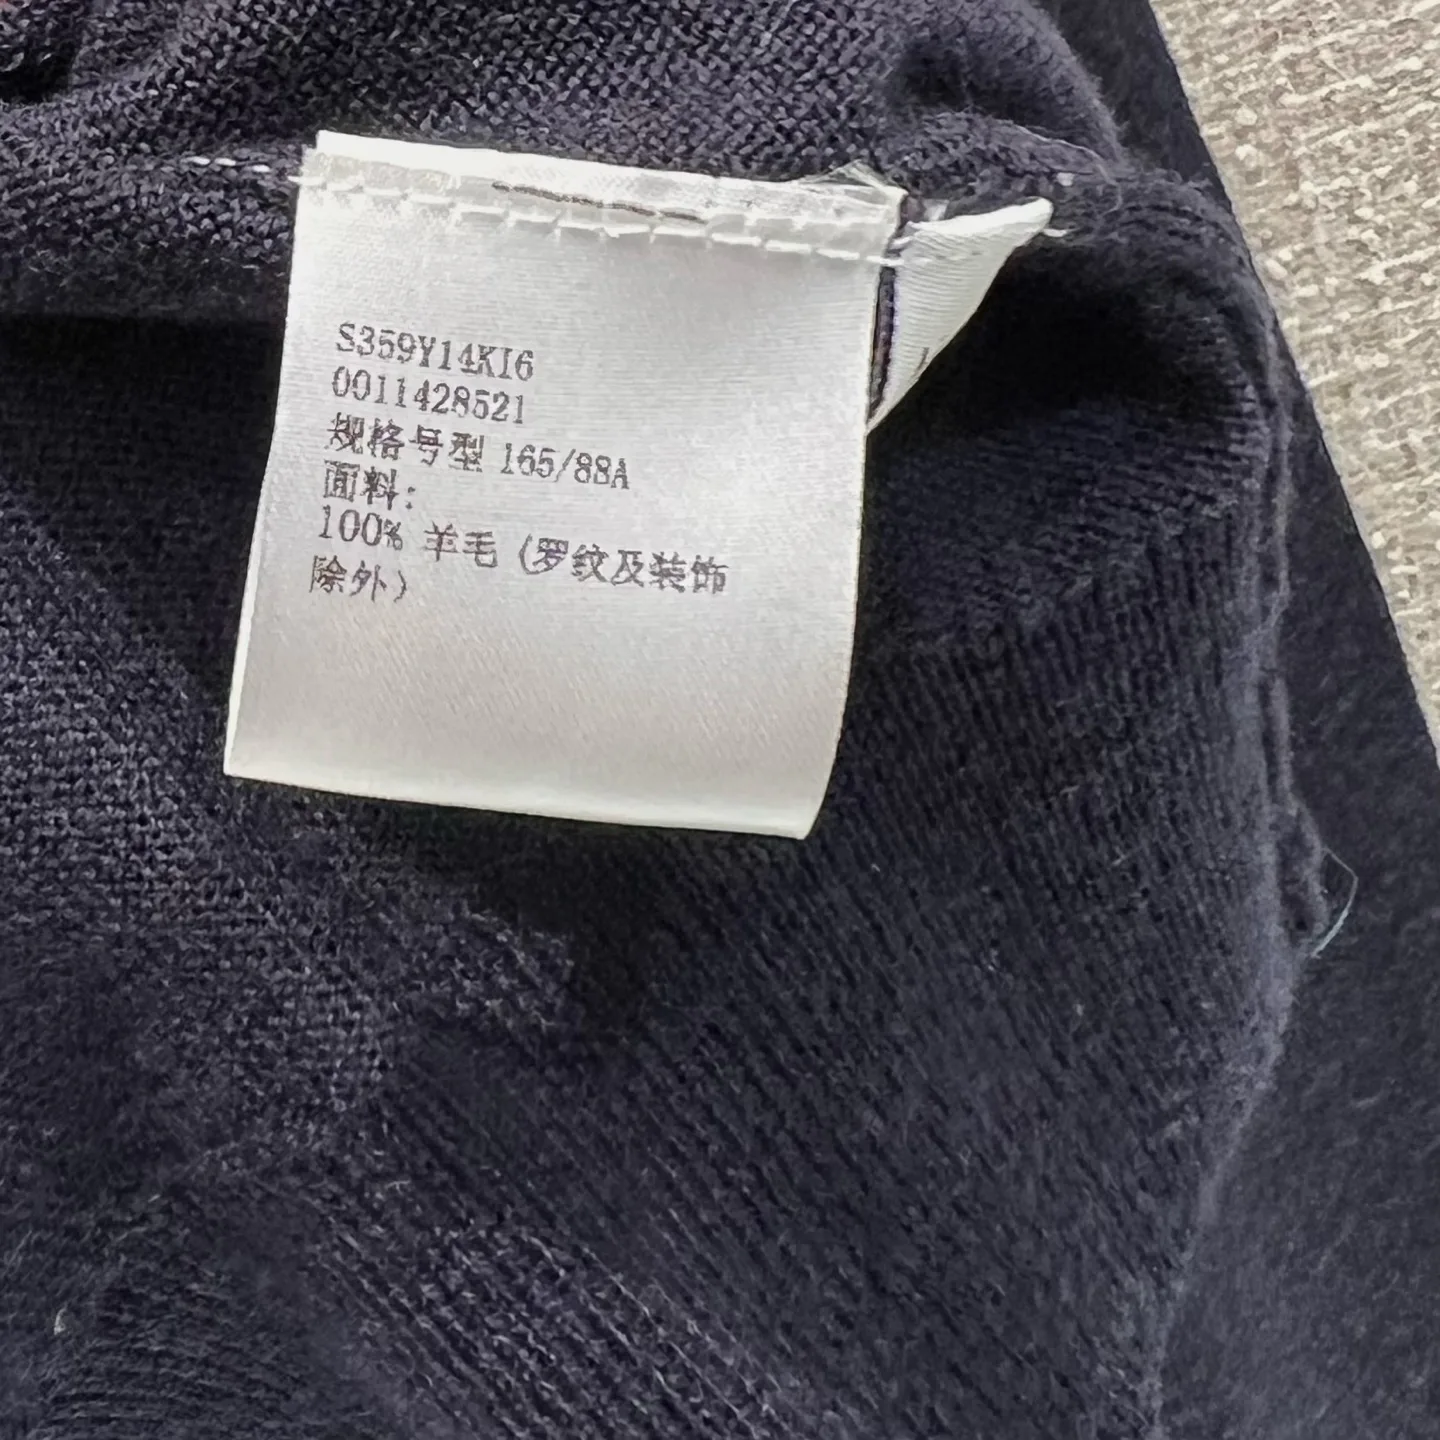 S359Y14KI6
0011428521
规格号型 165/88A
面料:
100% 羊毛 (罗纹及装饰
除外)